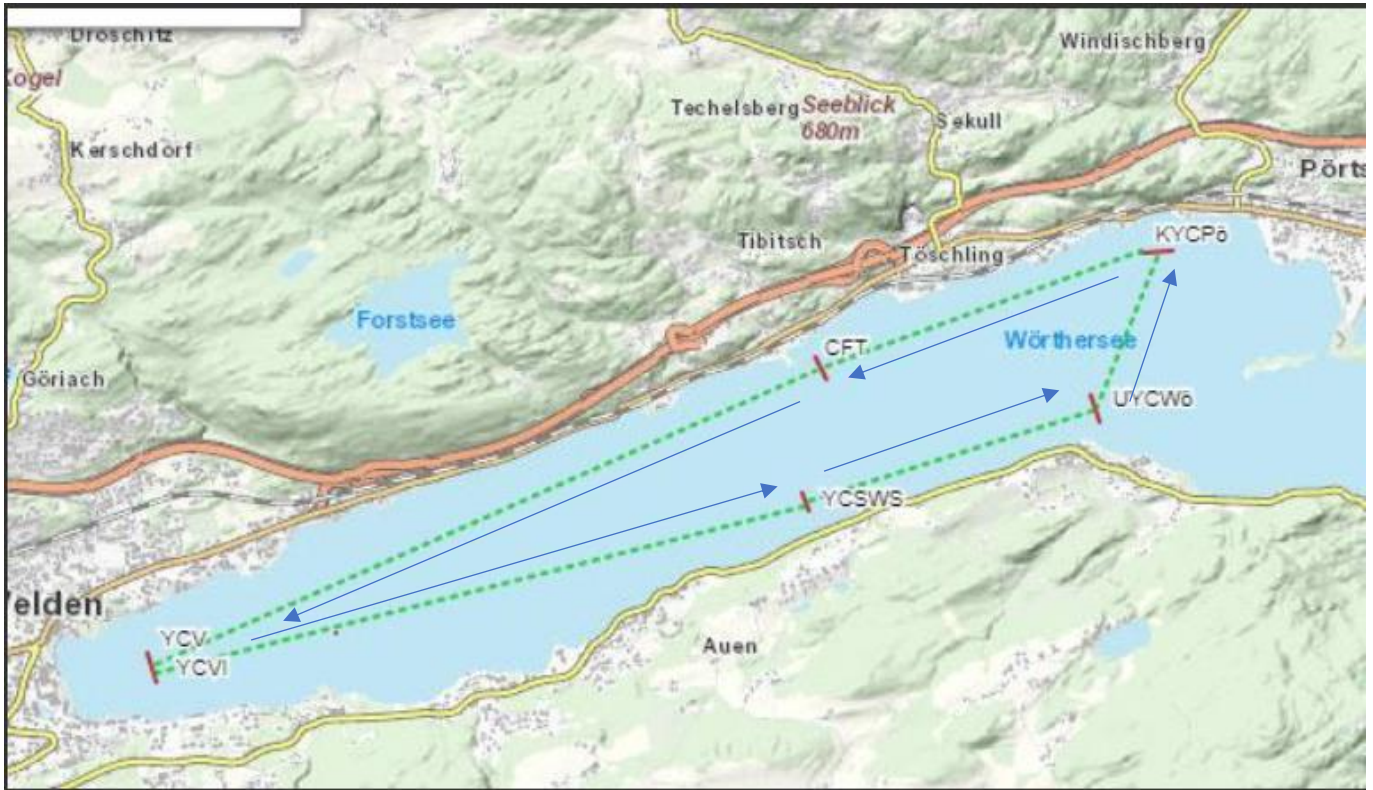 Droschitz
Windischberg
Kogel
Techelsberg
Seeblick
680m
Sekull
Kerschdorf
Pörts
KYCPö
Tibitsch
Töschling
Forstsee
Wörthersee
CFT
Göriach
UYCWö
YCSWS
Velden
YCV
YCVI
Auen